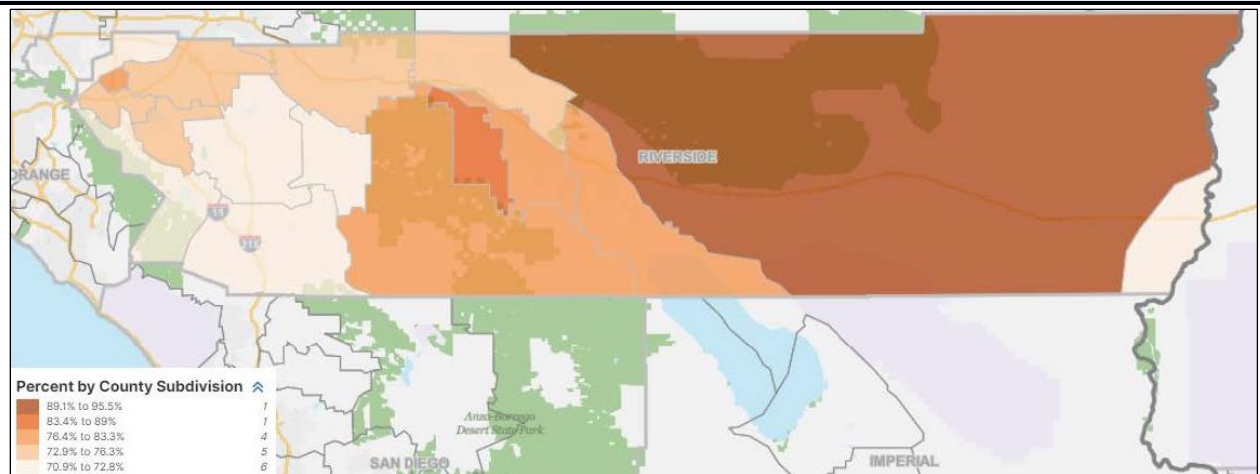 ORANGE
RIVERSIDE
15
215
Percent by County Subdivision
89.1% to 95.5% 1
83.4% to 89% 1
76.4% to 83.3% 4
72.9% to 76.3% 5
70.9% to 72.8% 6
Anza-Borrego
Desert State Park
SAN DIEGO
IMPERIAL